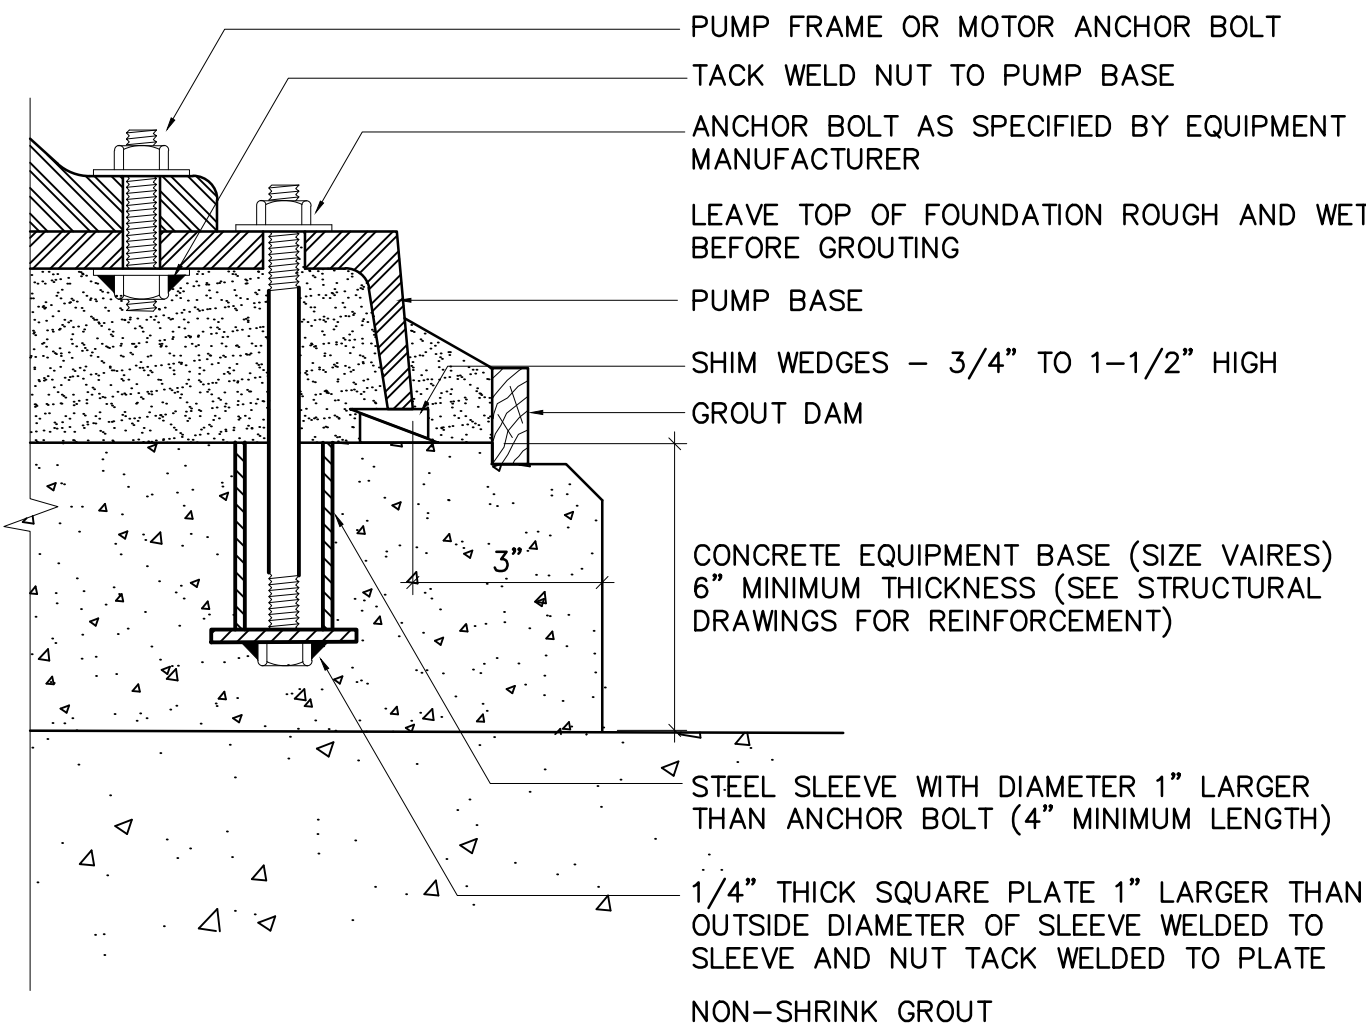 PUMP FRAME OR MOTOR ANCHOR BOLT
TACK WELD NUT TO PUMP BASE
ANCHOR BOLT AS SPECIFIED BY EQUIPMENT
MANUFACTURER
LEAVE TOP OF FOUNDATION ROUGH AND WET
BEFORE GROUTING
PUMP BASE
SHIM WEDGES – 3/4” TO 1–1/2” HIGH
GROUT DAM
3”
CONCRETE EQUIPMENT BASE (SIZE VAIRES)
6” MINIMUM THICKNESS (SEE STRUCTURAL
DRAWINGS FOR REINFORCEMENT)
STEEL SLEEVE WITH DIAMETER 1” LARGER
THAN ANCHOR BOLT (4” MINIMUM LENGTH)
1/4” THICK SQUARE PLATE 1” LARGER THAN
OUTSIDE DIAMETER OF SLEEVE WELDED TO
SLEEVE AND NUT TACK WELDED TO PLATE
NON–SHRINK GROUT